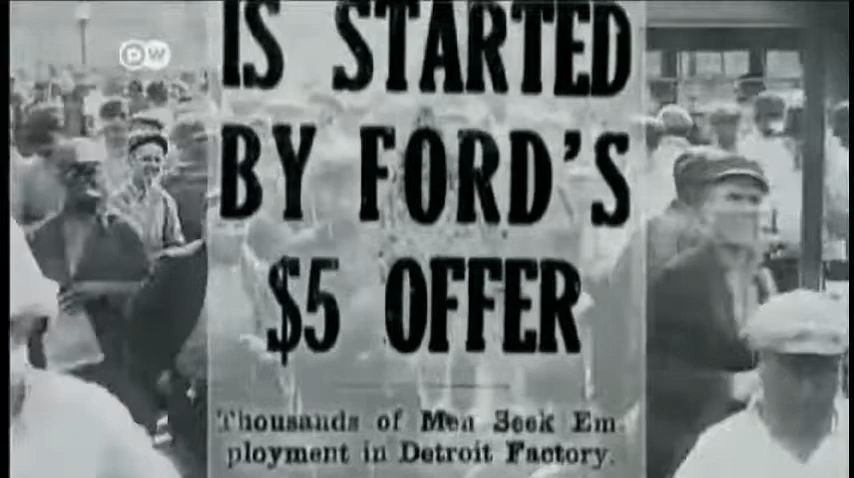 DW
IS STARTED
BY FORD'S
$5 OFFER
Thousands of Men Seek Em
ployment in Detroit Factory.